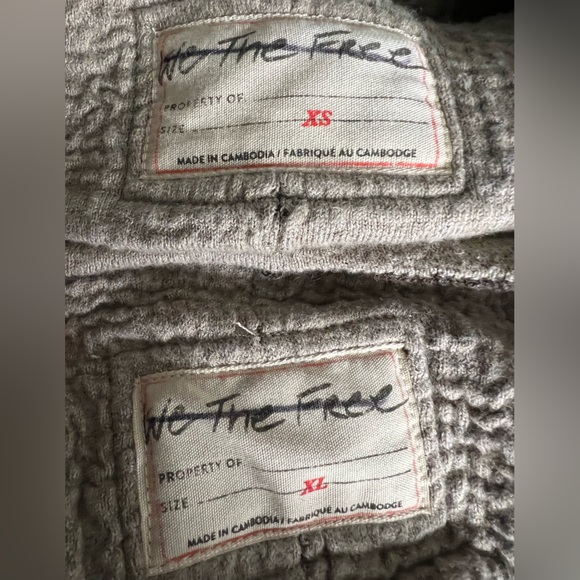 We The Free
PROPERTY OF
SIZE XS
MADE IN CAMBODIA / FABRIQUÉ AU CAMBODGE
We The Free
PROPERTY OF
SIZE XL
MADE IN CAMBODIA / FABRIQUÉ AU CAMBODGE